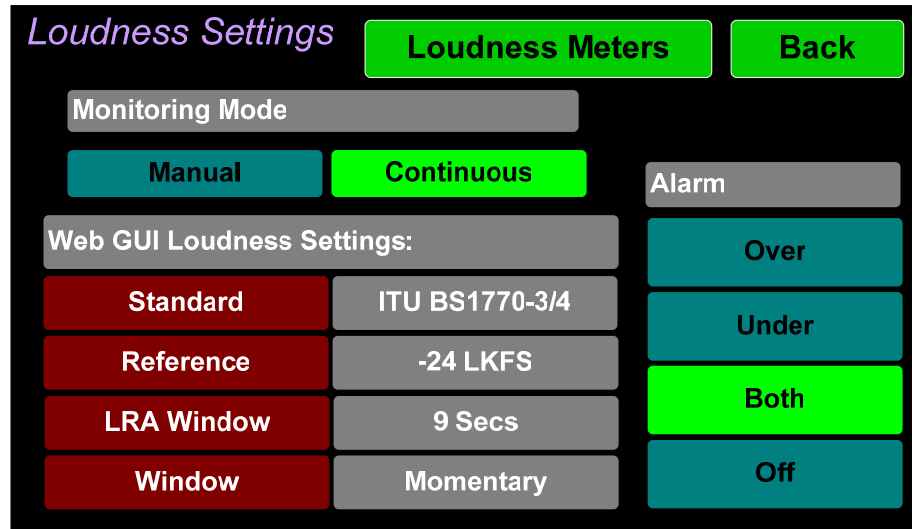 Loudness Settings
Loudness Meters
Back
Monitoring Mode
Manual
Continuous
Alarm
Web GUI Loudness Settings:
Over
Standard
ITU BS1770-3/4
Under
Reference
-24 LKFS
Both
LRA Window
9 Secs
Off
Window
Momentary